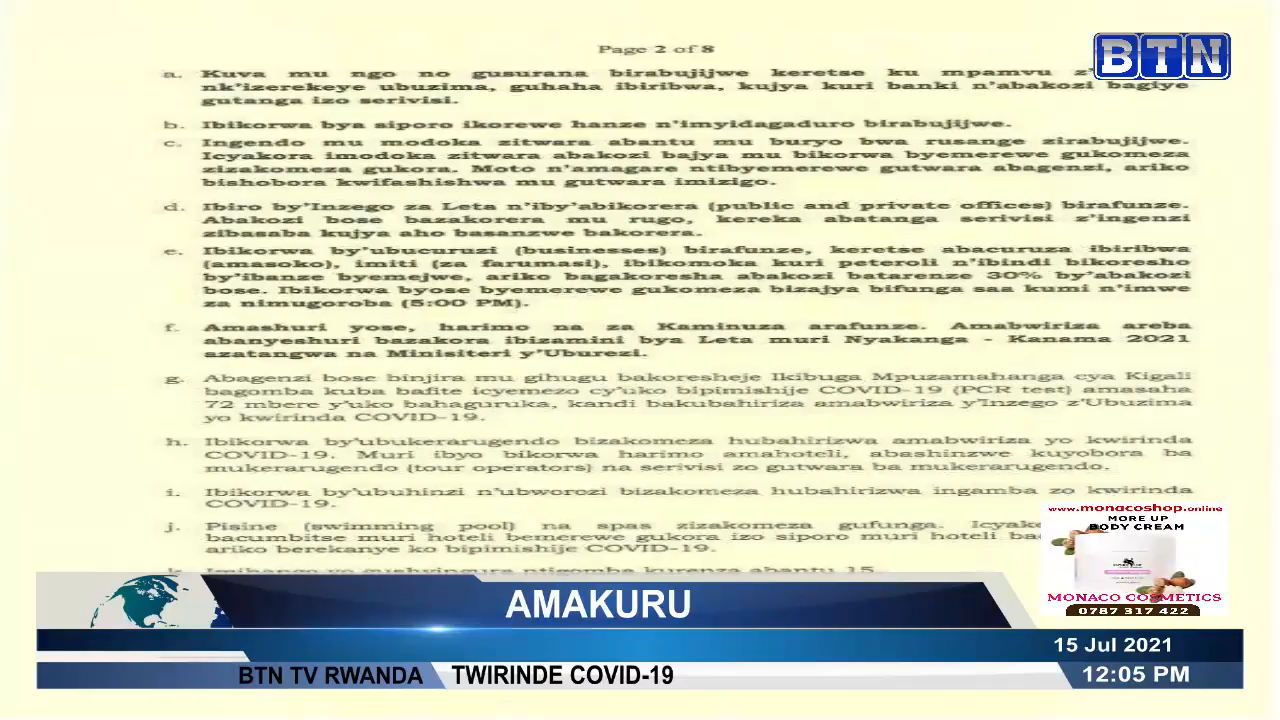 Page 2 of 8
BTN
a. Kuva mu ngo no gusurana birabujijwe keretse ku mpamvu
nk'izerekeye ubuzima, guhaha ibiribwa, kujya kuri banki n'abakozi bagiye
gutanga izo serivisi.
b. Ibikorwa bya siporo ikorewe hanze n'imyidagaduro birabujijwe.
c. Ingendo mu modoka zitwara abantu mu buryo bwa rusange zirabujijwe.
Icyakora imodoka zitwara abakozi bajya mu bikorwa byemerewe gukomeza
zizakomeza gukora. Moto n'amagare ntibyemerewe gutwara abagenzi, ariko
bishobora kwifashishwa mu gutwara imizigo.
d. Ibiro by'Inzego za Leta n'iby'abikorera (public and private offices) birafunze.
Abakozi bose bazakorera mu rugo, kereka abatanga serivisi z'ingenzi
zibasaba kujya aho basanzwe bakorera.
e. Ibikorwa by'ubucuruzi (businesses) birafunze, keretse abacuruza ibiribwa
(amasoko), imiti (za farumasi), ibikomoka kuri peteroli n'ibindi bikoresho
by'ibanze byemejwe, ariko bagakoresha abakozi batarenze 30% by'abakozi
bose. Ibikorwa byose byemerewe gukomeza bizajya bifunga saa kumi n'imwe
za nimugoroba (5:00 PM).
f. Amashuri yose, harimo na za Kaminuza arafunze. Amabwiriza areba
abanyeshuri bazakora ibizamini bya Leta muri Nyakanga - Kanama 2021
azatangwa na Minisiteri y'Uburezi.
g. Abagenzi bose binjira mu gihugu bakoresheje Ikibuga Mpuzamahanga cya Kigali
bagomba kuba bafite icyemezo cy'uko bipimishije COVID-19 (PCR test) amasaha
72 mbere y'uko bahaguruka, kandi bakubahiriza amabwiriza y'Inzego z'Ubuzima
yo kwirinda COVID-19.
h. Ibikorwa by'ubukerarugendo bizakomeza hubahirizwa amabwiriza yo kwirinda
COVID-19. Muri ibyo bikorwa harimo amahoteli, abashinzwe kuyobora ba
mukerarugendo (tour operators) na serivisi zo gutwara ba mukerarugendo.
i. Ibikorwa by'ubuhinzi n'ubworozi bizakomeza hubahirizwa ingamba zo kwirinda
COVID-19.
j. Pisine (swimming pool) na spas zizakomeza gufunga.
bacumbitse muri hoteli bemerewe gukora izo siporo muri hoteli
ariko berekanye ko bipimishije COVID-19.
k. Imihango yo gushyingura ntigomba kurenza abantu 15.
www.monacoshop.online
MORE UP
BODY CREAM
MONACO COSMETICS
0787 317 422
AMAKURU
15 Jul 2021
BTN TV RWANDA TWIRINDE COVID-19
12:05 PM